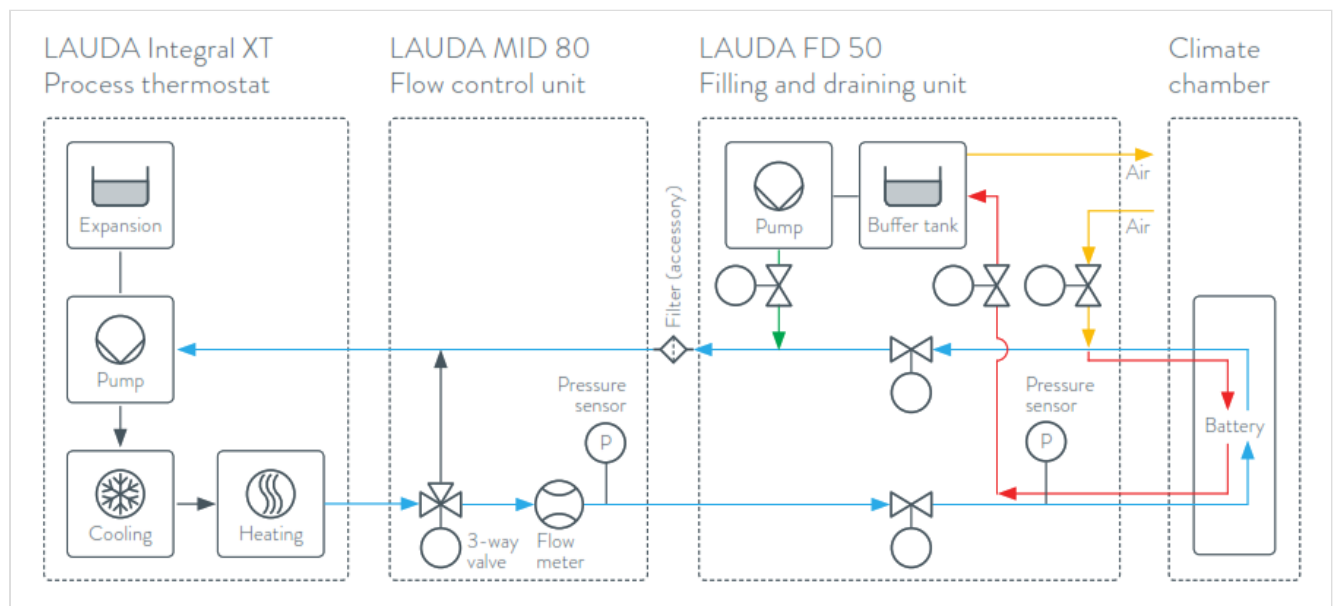 LAUDA Integral XT
Process thermostat
LAUDA MID 80
Flow control unit
LAUDA FD 50
Filling and draining unit
Climate
chamber
Expansion
Pump
Cooling
Heating
3-way
valve
Flow
meter
Pressure
sensor
P
Filter (accessory)
Pump
Buffer tank
Air
Air
Pressure
sensor
P
Battery